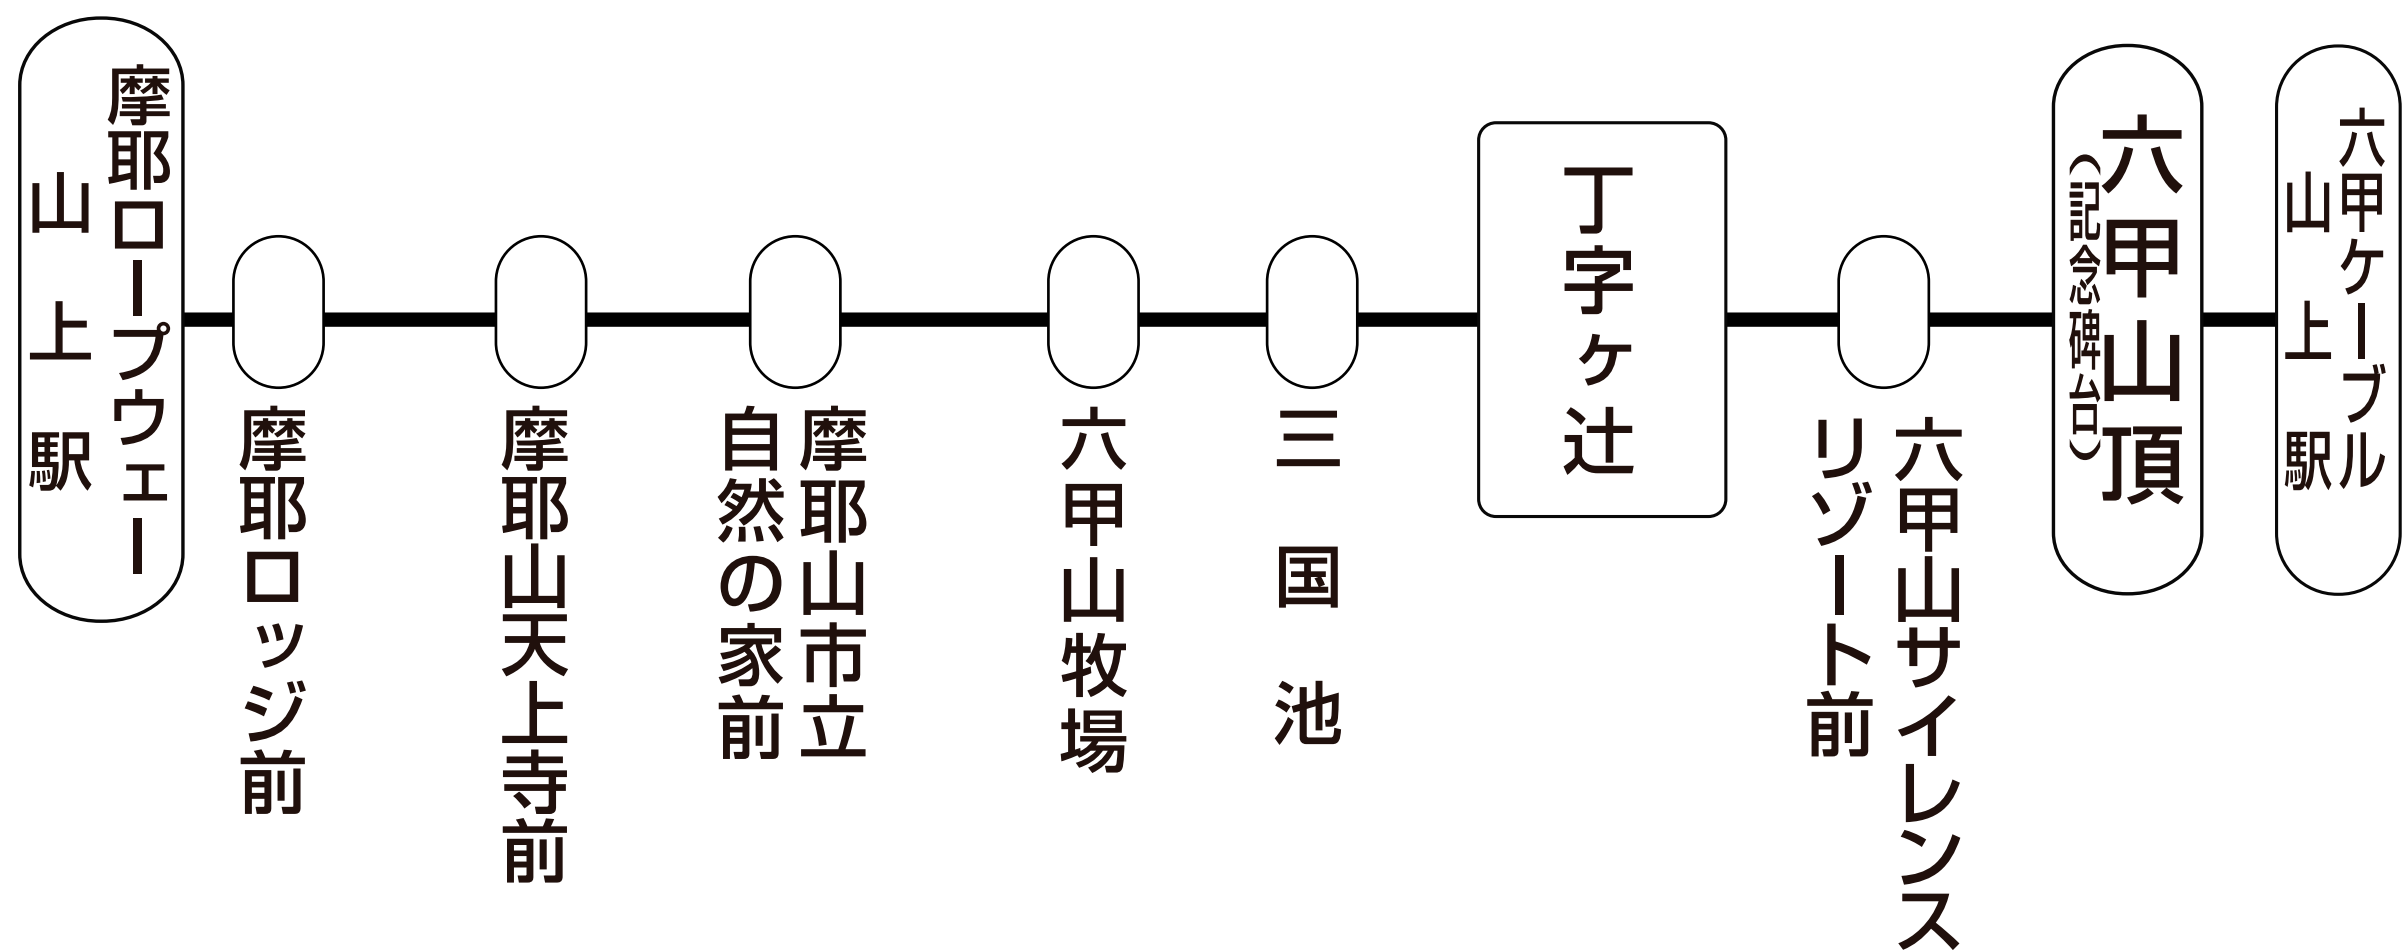 摩耶ロープウェー
山上駅
摩耶ロッジ前
摩耶山天上寺前
摩耶山市立
自然の家前
六甲山牧場
三国池
丁字ヶ辻
六甲山サイレンス
リゾート前
六甲山頂
(記念碑台)
六甲ケーブル
山上駅